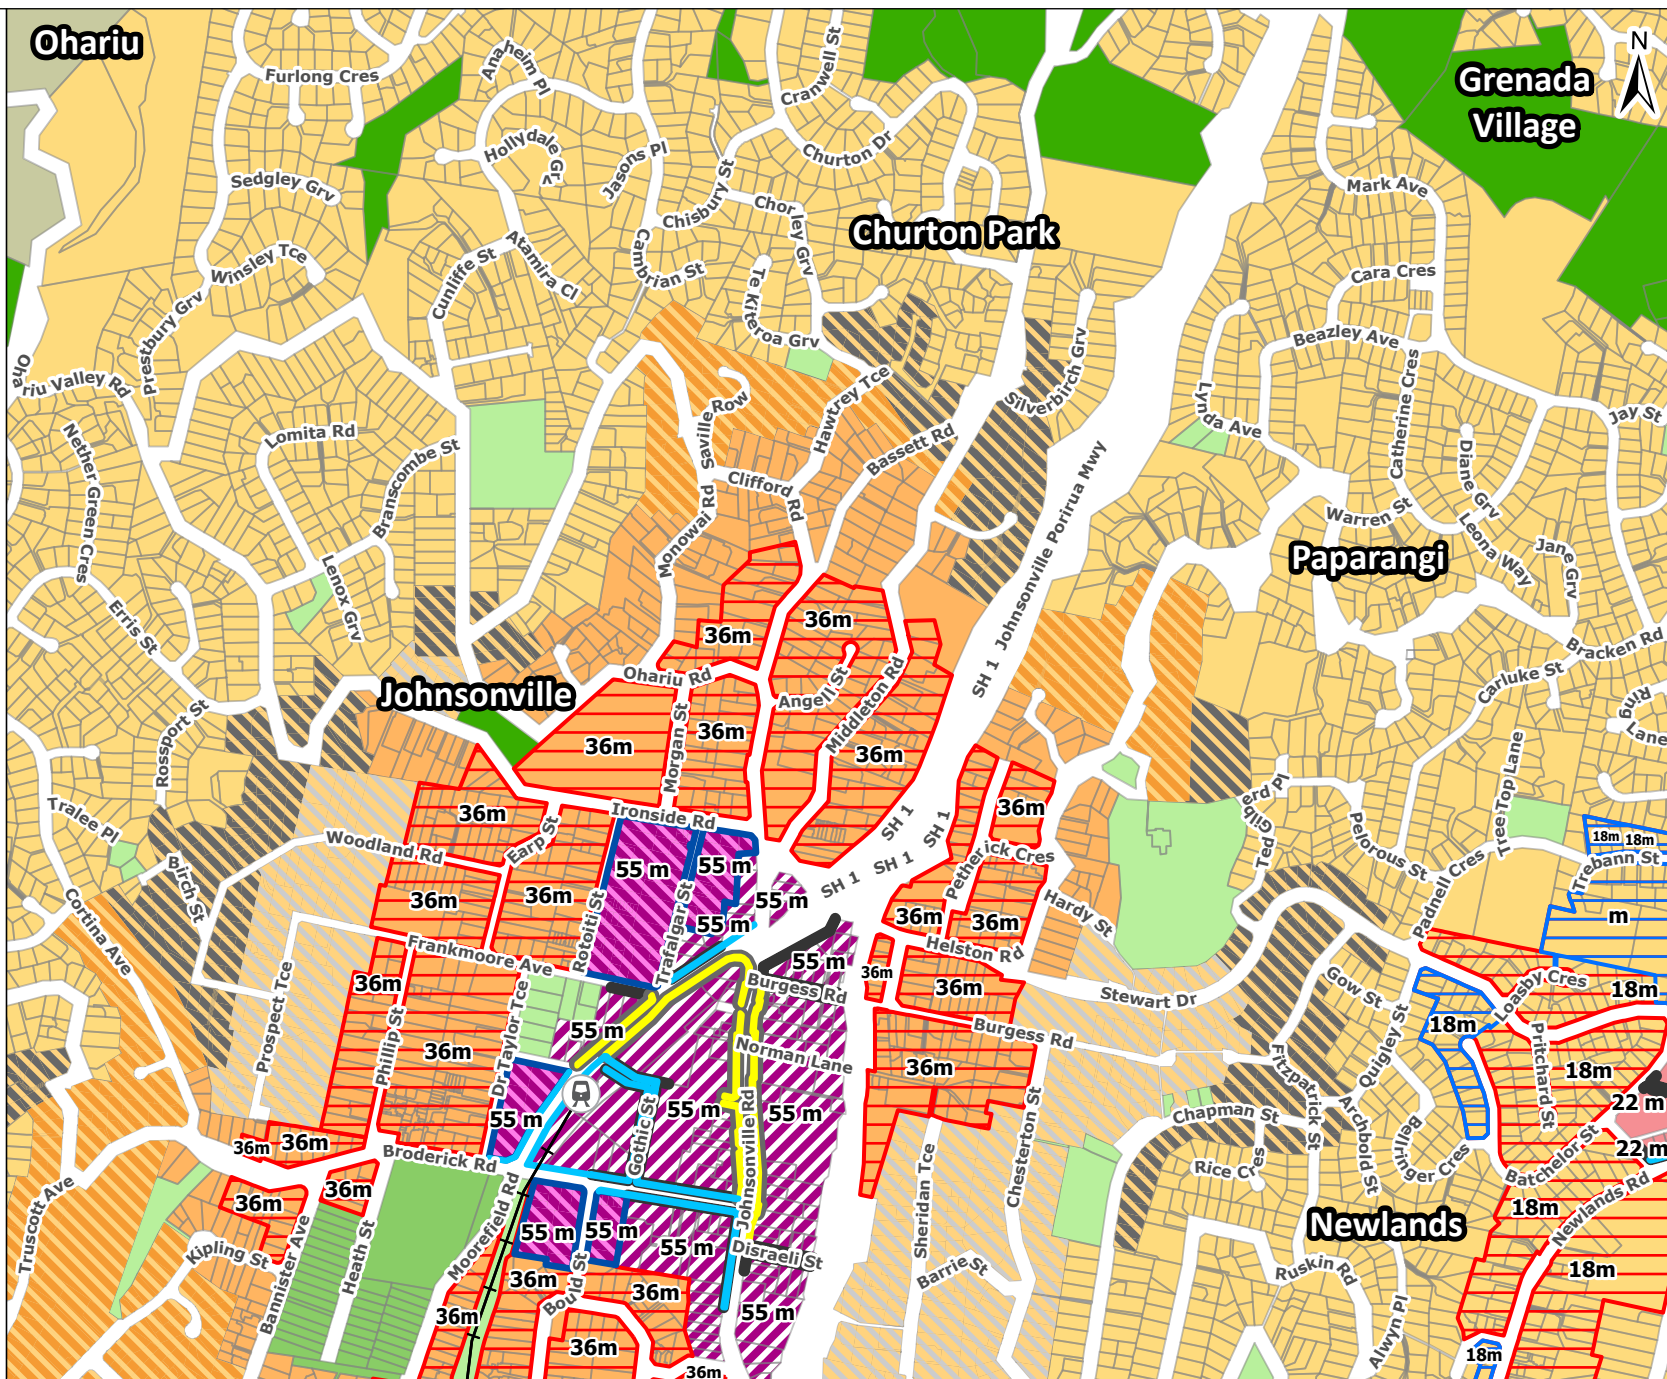 Ohariu
Furlong Cres
Anaheim Pl
Cranwell St
Grenada
Village
N
Hollydale Grv
Jasons Pl
Churton Dr
Sedgley Grv
Chisbury St
Chorley Grv
Mark Ave
Churton Park
Winsley Tce
Cunliffe St
Atamira Cl
Cambrian St
Te Kiteroa Grv
Cara Cres
Prestbury Grv
Beazley Ave
Ohariu Valley Rd
Silverbirch Grv
Hawtrey Tce
Saville Row
Lynda Ave
Catherine Cres
Jay St
Nether Green Cres
Lomita Rd
Branscombe St
Bassett Rd
Diane Grv
Clifford Rd
Monowai Rd
SH 1 Johnsonville Porirua Mwy
Warren St
Leona Way
Jane Grv
Paparangi
Lenox Grv
Erris St
36m
36m
Bracken Rd
Johnsonville
Ohariu Rd
Angell St
Middleton Rd
Carluke St
Ring Lane
Rossport St
36m
Morgan St
36m
36m
Tree Top Lane
Tralee Pl
36m
Earp St
Ironside Rd
SH 1
SH 1
SH 1
SH 1
36m
Gilberd Pl
Ted
Pellorous St
18m
18m
Woodland Rd
Petherick Cres
Padnell Cres
Trebann St
Birch St
55 m
55 m
55 m
55 m
36m
36m
Rotoiti St
Trafalgar St
36m
36m
Hardy St
m
Cortina Ave
Frankmoore Ave
Helston Rd
55 m
36m
36m
36m
Burgess Rd
Stewart Dr
Gow St
Loasby Cres
18m
Prospect Tce
Phillip St
Dr Taylor Tce
55 m
Burgess Rd
18m
36m
Norman Lane
36m
Fitzpatrick St
Quigley St
Pritchard St
18m
55 m
Gothic St
55 m
Johnsonville Rd
55 m
Chesterton St
Chapman St
Archbold St
Bellringer Cres
22 m
22 m
36m
36m
Broderick Rd
Sheridan Tce
Rice Cres
Batchelor St
Truscott Ave
36m
36m
Moorefield Rd
18m
Newlands Rd
Newlands
Kipling St
Bannister Ave
Heath St
55 m
55 m
55 m
Disraeli St
36m
Bould St
36m
Barrie St
Ruskin Rd
18m
36m
55 m
36m
Alwyn Pl
18m
36m